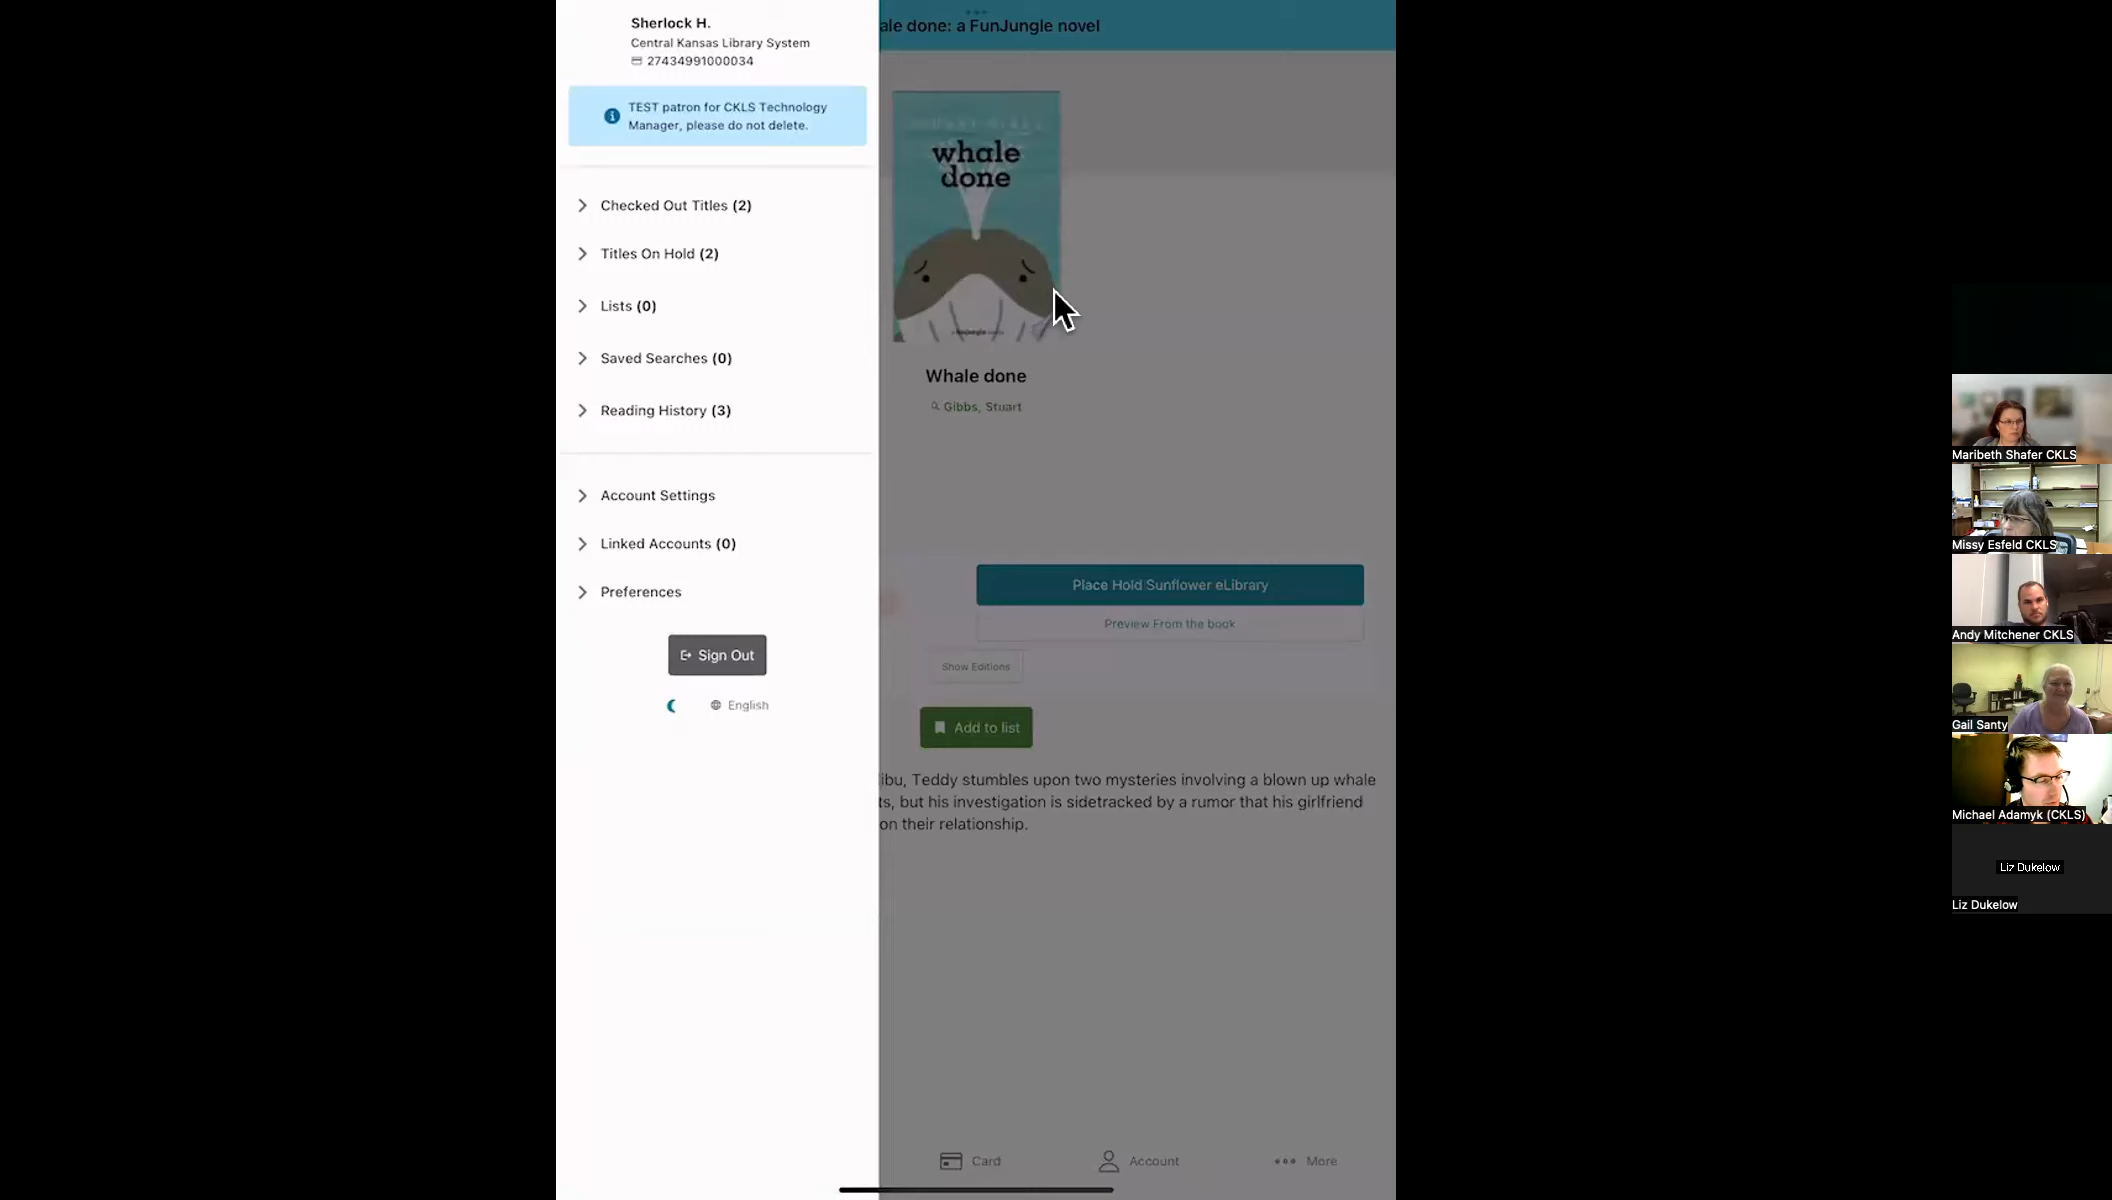 Sherlock H.
Central Kansas Library System
27434991000034
TEST patron for CKLS Technology
Manager, please do not delete.
Checked Out Titles (2)
Titles On Hold (2)
Lists (0)
Saved Searches (0)
Reading History (3)
Account Settings
Linked Accounts (0)
Preferences
Sign Out
English
ale done: a FunJungle novel
whale
done
Whale done
Gibbs, Stuart
Place Hold Sunflower eLibrary
Preview From the book
Show Editions
Add to list
ibu, Teddy stumbles upon two mysteries involving a blown up whale
ts, but his investigation is sidetracked by a rumor that his girlfriend
on their relationship.
Card
Account
More
Maribeth Shafer CKLS
Missy Esfeld CKLS
Andy Mitchener CKLS
Gail Santy
Michael Adamyk (CKLS)
Liz Dukelow
Liz Dukelow